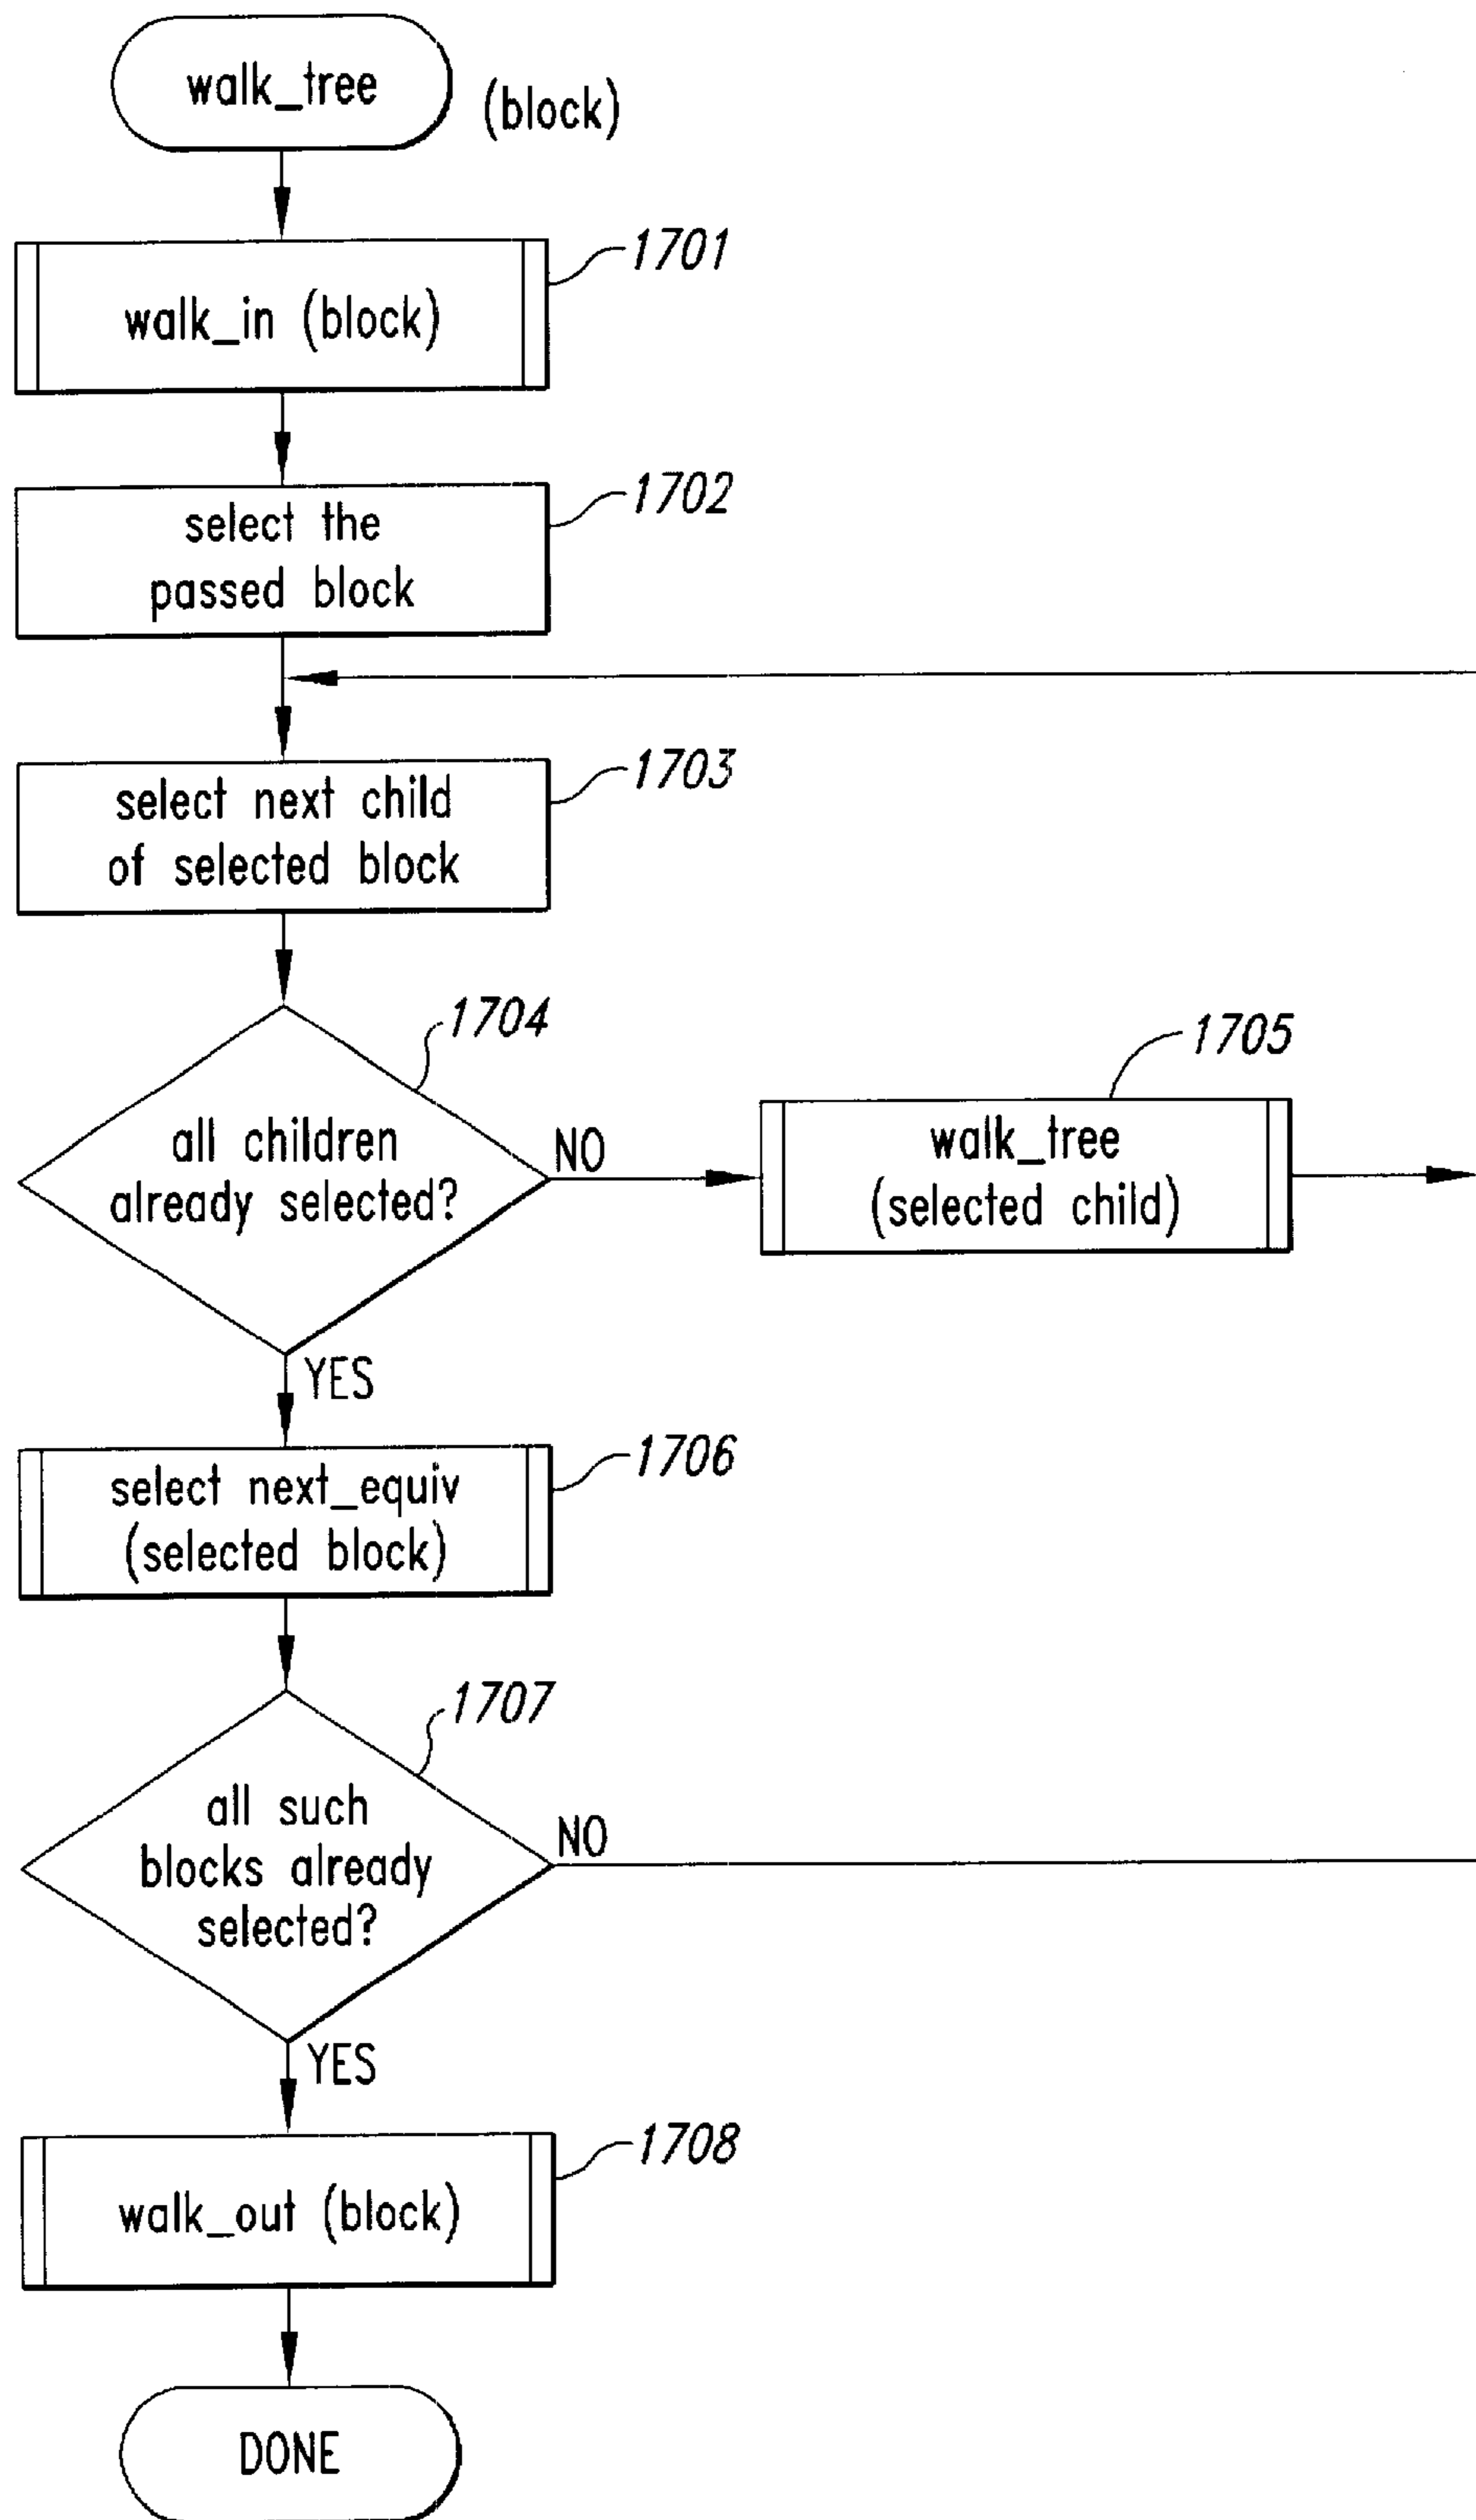 walk_tree
(block)
1701
walk_in (block)
1702
select the
passed block
1703
select next child
of selected block
1704
all children
already selected?
NO
1705
walk_tree
(selected child)
YES
1706
select next_equiv
(selected block)
1707
all such
blocks already
selected?
NO
YES
1708
walk_out (block)
DONE